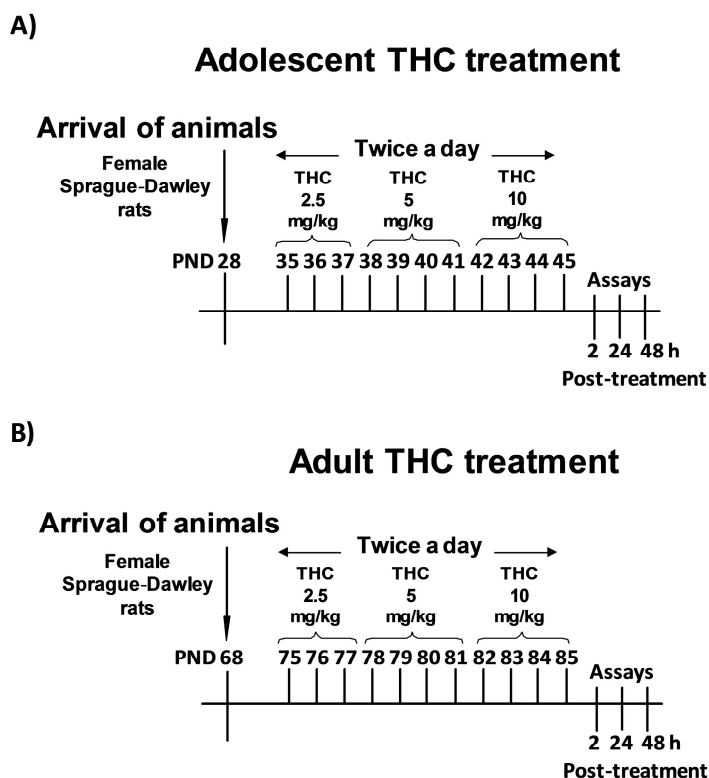 A)
Adolescent THC treatment
Arrival of animals
Female
Sprague-Dawley
rats
Twice a day
THC
2.5
mg/kg
THC
5
mg/kg
THC
10
mg/kg
PND 28 35 36 37 38 39 40 41 42 43 44 45
Assays
2 24 48 h
Post-treatment
B)
Adult THC treatment
Arrival of animals
Female
Sprague-Dawley
rats
Twice a day
THC
2.5
mg/kg
THC
5
mg/kg
THC
10
mg/kg
PND 68 75 76 77 78 79 80 81 82 83 84 85
Assays
2 24 48 h
Post-treatment